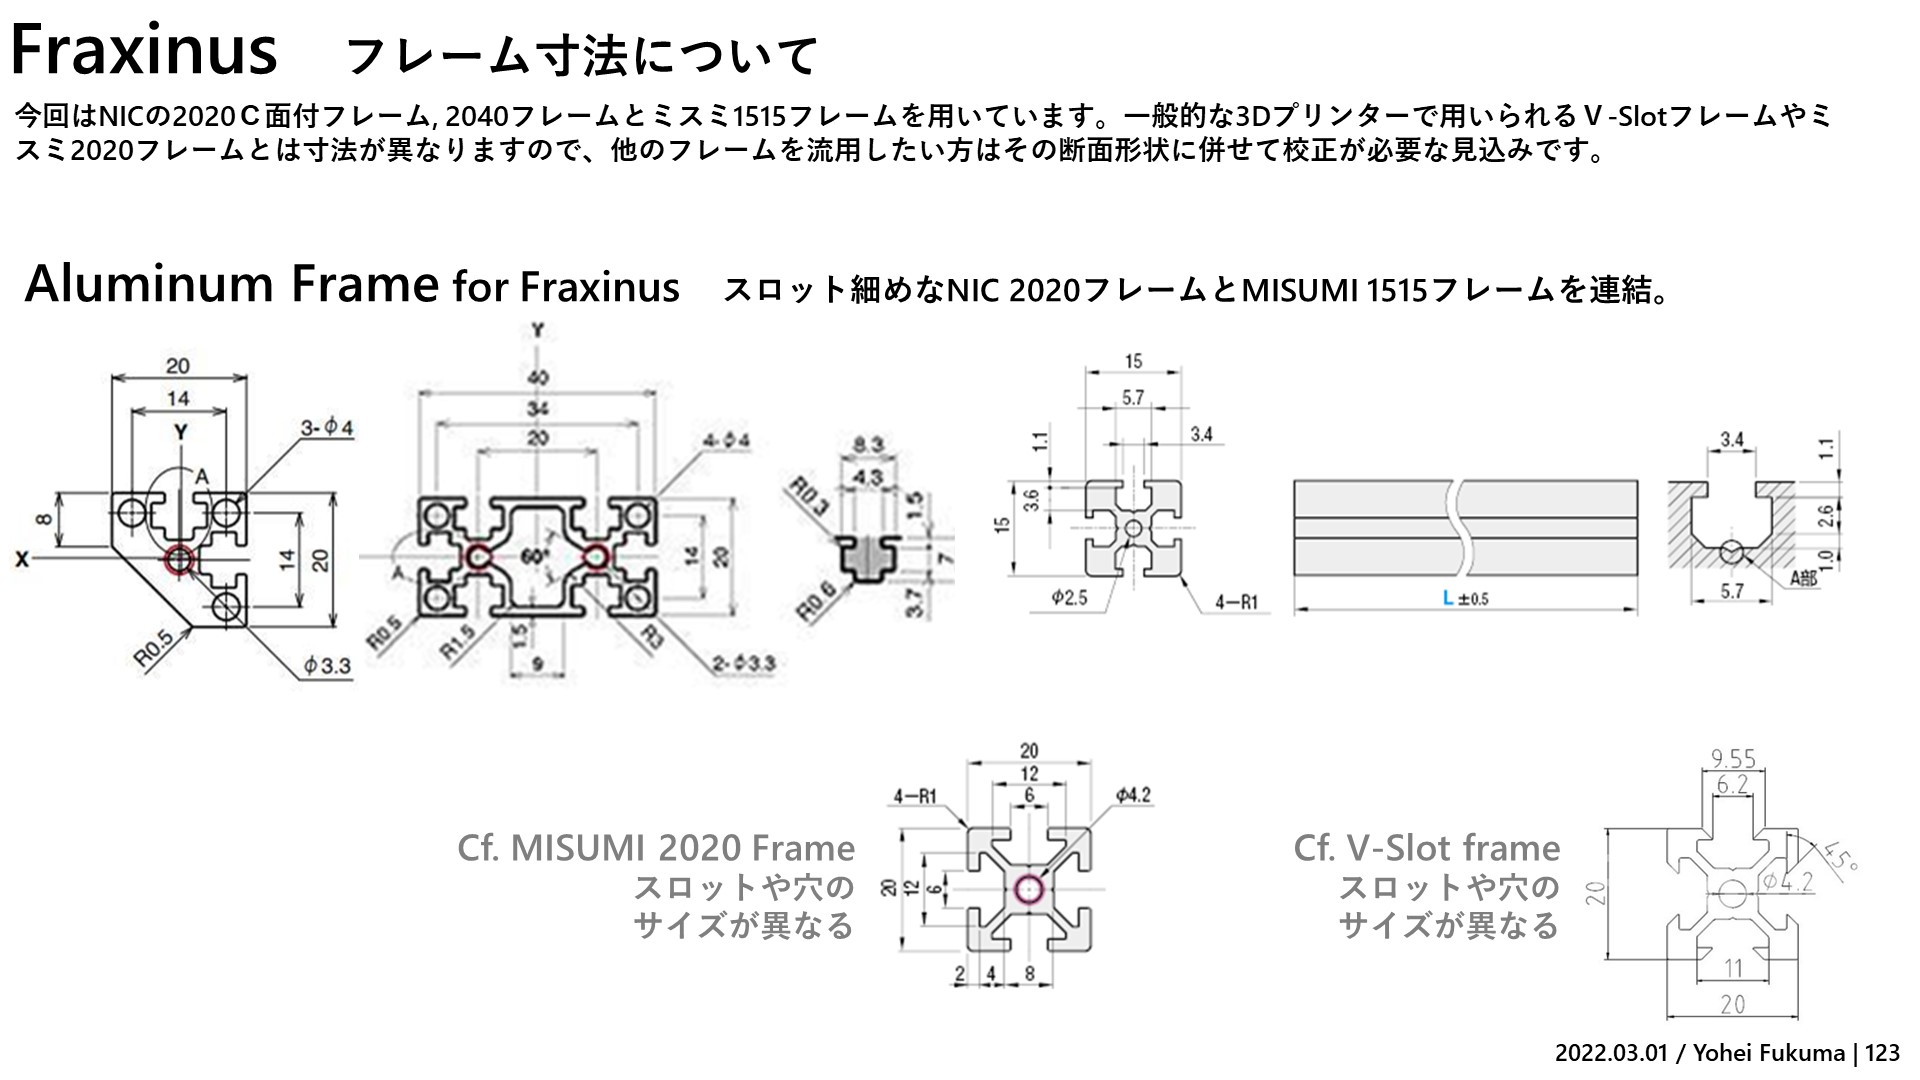 Fraxinus フレーム寸法について
今回はNICの2020Ｃ面付フレーム, 2040フレームとミスミ1515フレームを用いています。一般的な3Dプリンターで用いられるＶ-Slotフレームやミ
スミ2020フレームとは寸法が異なりますので、他のフレームを流用したい方はその断面形状に併せて校正が必要な見込みです。
Aluminum Frame for Fraxinus スロット細めなNIC 2020フレームとMISUMI 1515フレームを連結。
20
14
Y
3-φ4
A
8
X
14
20
R0.5
φ3.3
Y
40
34
20
4-φ4
60°
A
14
20
R0.5
R1.5
1.5
9
R3
2-φ3.3
8.3
4.3
R0.3
1.5
7
R0.6
3.7
15
5.7
3.4
1.1
3.6
15
φ2.5
4-R1
L ±0.5
3.4
1.1
2.6
1.0
A部
5.7
20
12
6
4-R1
φ4.2
20
12
6
2
4
8
Cf. MISUMI 2020 Frame
スロットや穴の
サイズが異なる
Cf. V-Slot frame
スロットや穴の
サイズが異なる
9.55
6.2
45°
φ4.2
20
11
20
2022.03.01 / Yohei Fukuma | 123